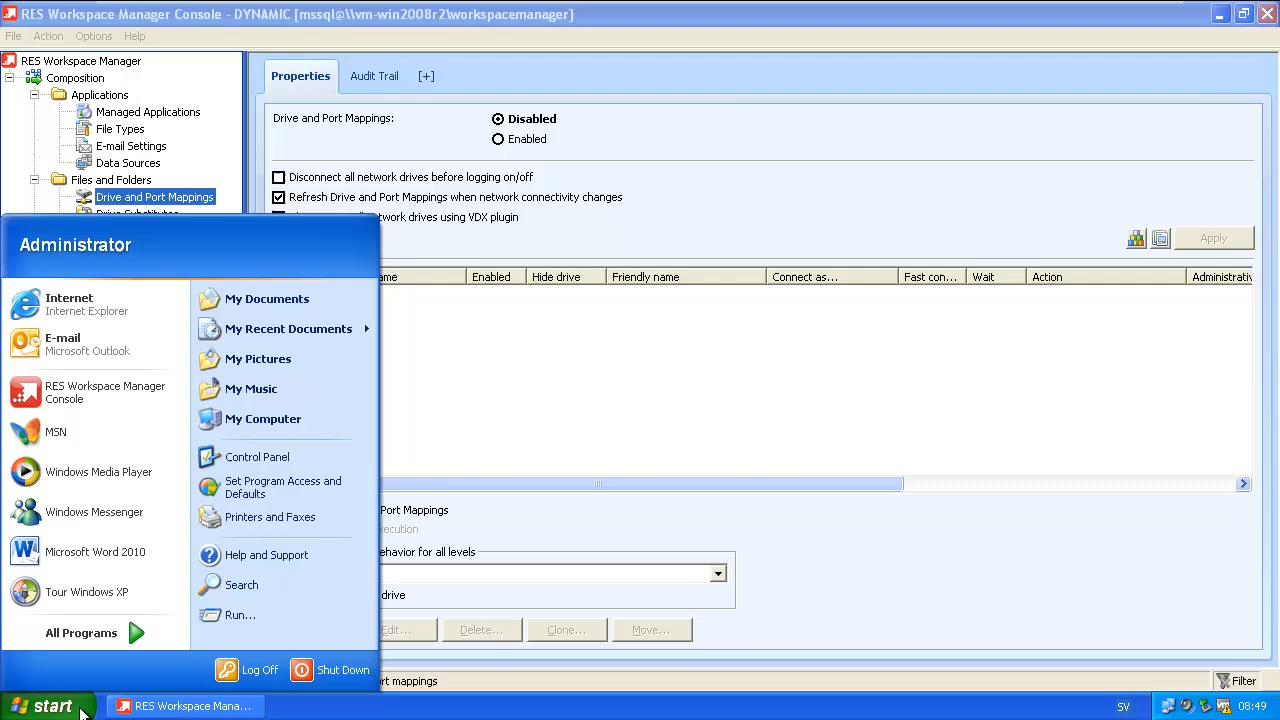 RES Workspace Manager Console - DYNAMIC [mssql@\\vm-win2008r2\workspacemanager]
File Action Options Help
RES Workspace Manager
Composition
Applications
Managed Applications
File Types
E-mail Settings
Data Sources
Files and Folders
Drive and Port Mappings
Properties Audit Trail [+]
Drive and Port Mappings:
Disabled
Enabled
Disconnect all network drives before logging on/off
Refresh Drive and Port Mappings when network connectivity changes
network drives using VDX plugin
Apply
ame Enabled Hide drive Friendly name Connect as... Fast con... Wait Action Administrativ
Port Mappings
xecution
ehavior for all levels
drive
Edit... Delete... Clone... Move...
rt mappings
Filter
Administrator
Internet
Internet Explorer
E-mail
Microsoft Outlook
RES Workspace Manager
Console
MSN
Windows Media Player
Windows Messenger
Microsoft Word 2010
Tour Windows XP
All Programs
My Documents
My Recent Documents
My Pictures
My Music
My Computer
Control Panel
Set Program Access and
Defaults
Printers and Faxes
Help and Support
Search
Run...
Log Off Shut Down
start RES Workspace Mana... SV 08:49